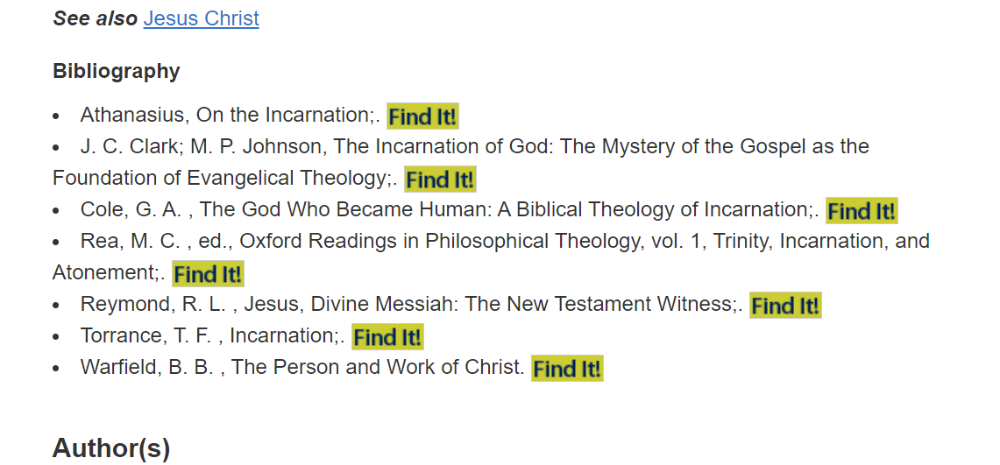 See also Jesus Christ
Bibliography
• Athanasius, On the Incarnation;. Find It!
• J. C. Clark; M. P. Johnson, The Incarnation of God: The Mystery of the Gospel as the
Foundation of Evangelical Theology;. Find It!
• Cole, G. A. , The God Who Became Human: A Biblical Theology of Incarnation;. Find It!
• Rea, M. C. , ed., Oxford Readings in Philosophical Theology, vol. 1, Trinity, Incarnation, and
Atonement;. Find It!
• Reymond, R. L. , Jesus, Divine Messiah: The New Testament Witness;. Find It!
• Torrance, T. F. , Incarnation;. Find It!
• Warfield, B. B. , The Person and Work of Christ. Find It!
Author(s)